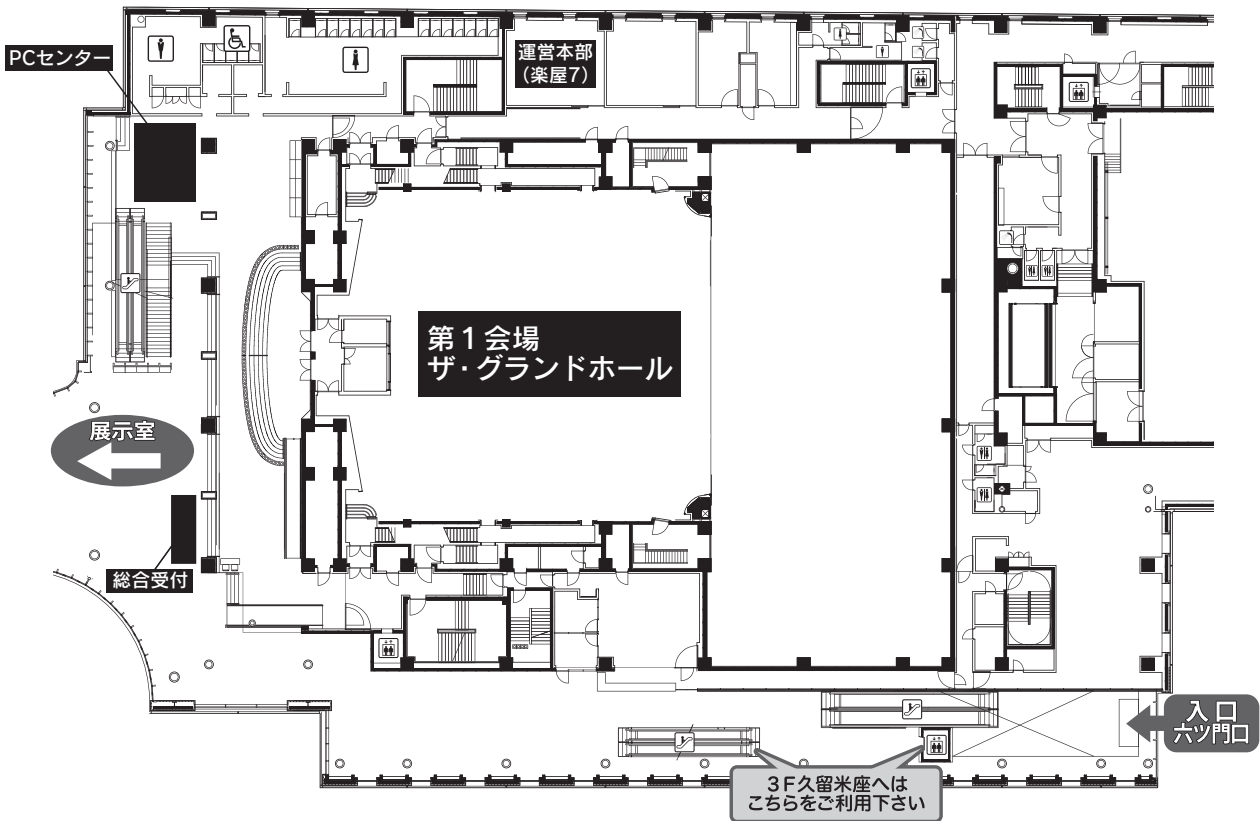 PCセンター
運営本部
（楽屋7）
第１会場
ザ・グランドホール
展示室
総合受付
入口
六ツ門口
3F久留米座へは
こちらをご利用下さい